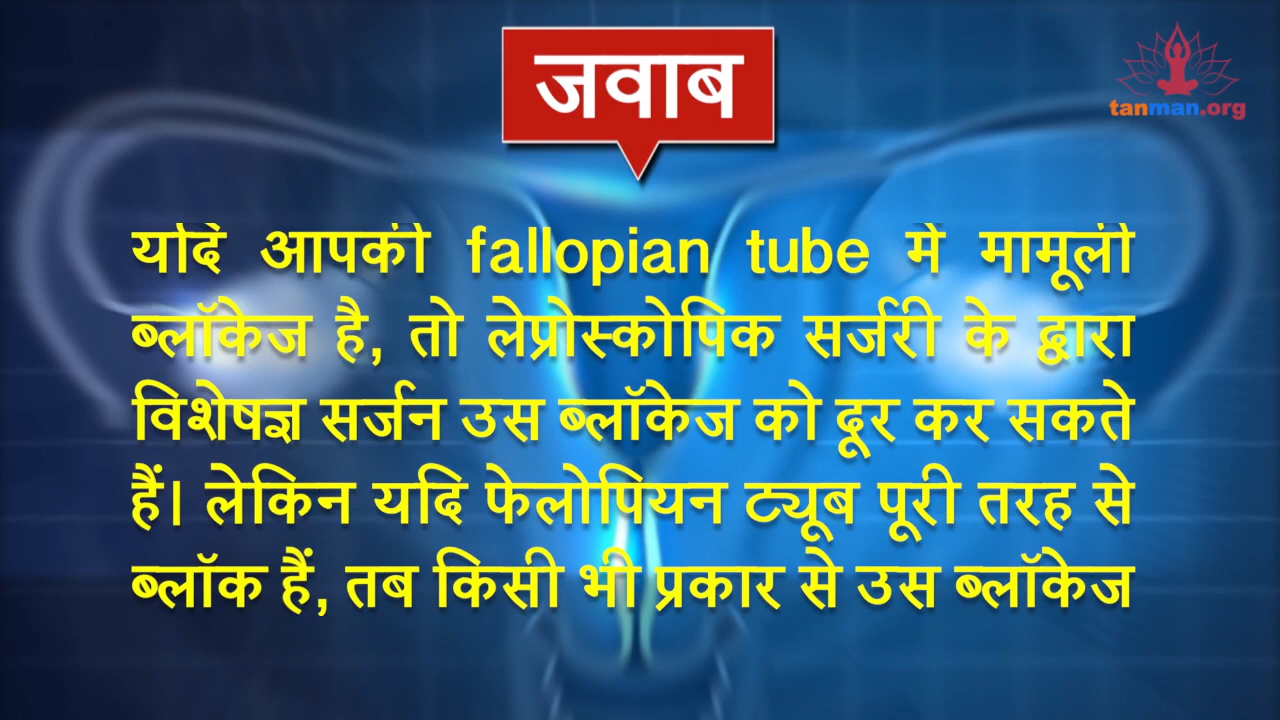 जवाब
tanman.org
यदि आपकी fallopian tube में मामूली
ब्लॉकेज है, तो लेप्रोस्कोपिक सर्जरी के द्वारा
विशेषज्ञ सर्जन उस ब्लॉकेज को दूर कर सकते
हैं। लेकिन यदि फेलोपियन ट्यूब पूरी तरह से
ब्लॉक हैं, तब किसी भी प्रकार से उस ब्लॉकेज